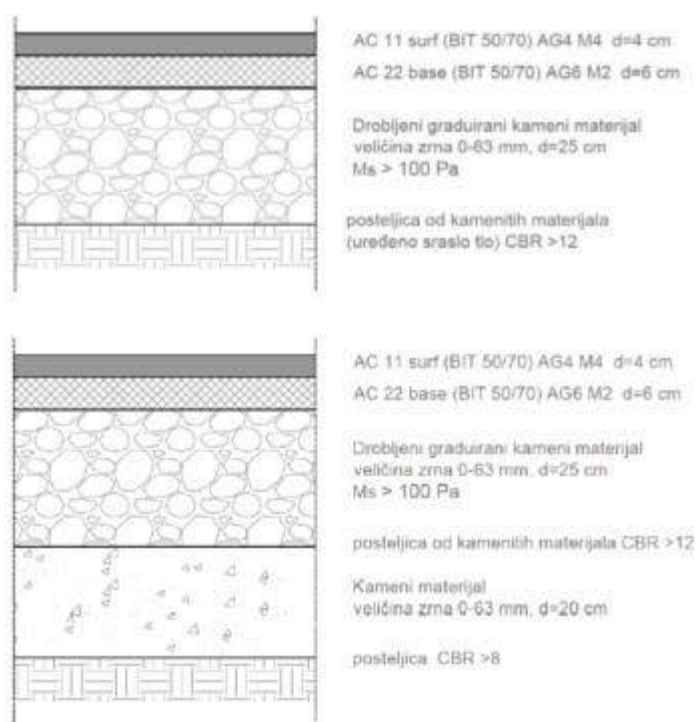 AC 11 surf (BIT 50/70) AG4 M4 d=4 cm
AC 22 base (BIT 50/70) AG6 M2 d=6 cm
Drobljeni graduirani kameni materijal
veličina zrna 0-63 mm, d=25 cm
Ms > 100 Pa
posteljica od kamenitih materijala
(uređeno sraslo tlo) CBR >12
AC 11 surf (BIT 50/70) AG4 M4 d=4 cm
AC 22 base (BIT 50/70) AG6 M2 d=6 cm
Drobljeni graduirani kameni materijal
veličina zrna 0-63 mm, d=25 cm
Ms > 100 Pa
posteljica od kamenitih materijala CBR >12
Kameni materijal
veličina zrna 0-63 mm, d=20 cm
posteljica CBR >8